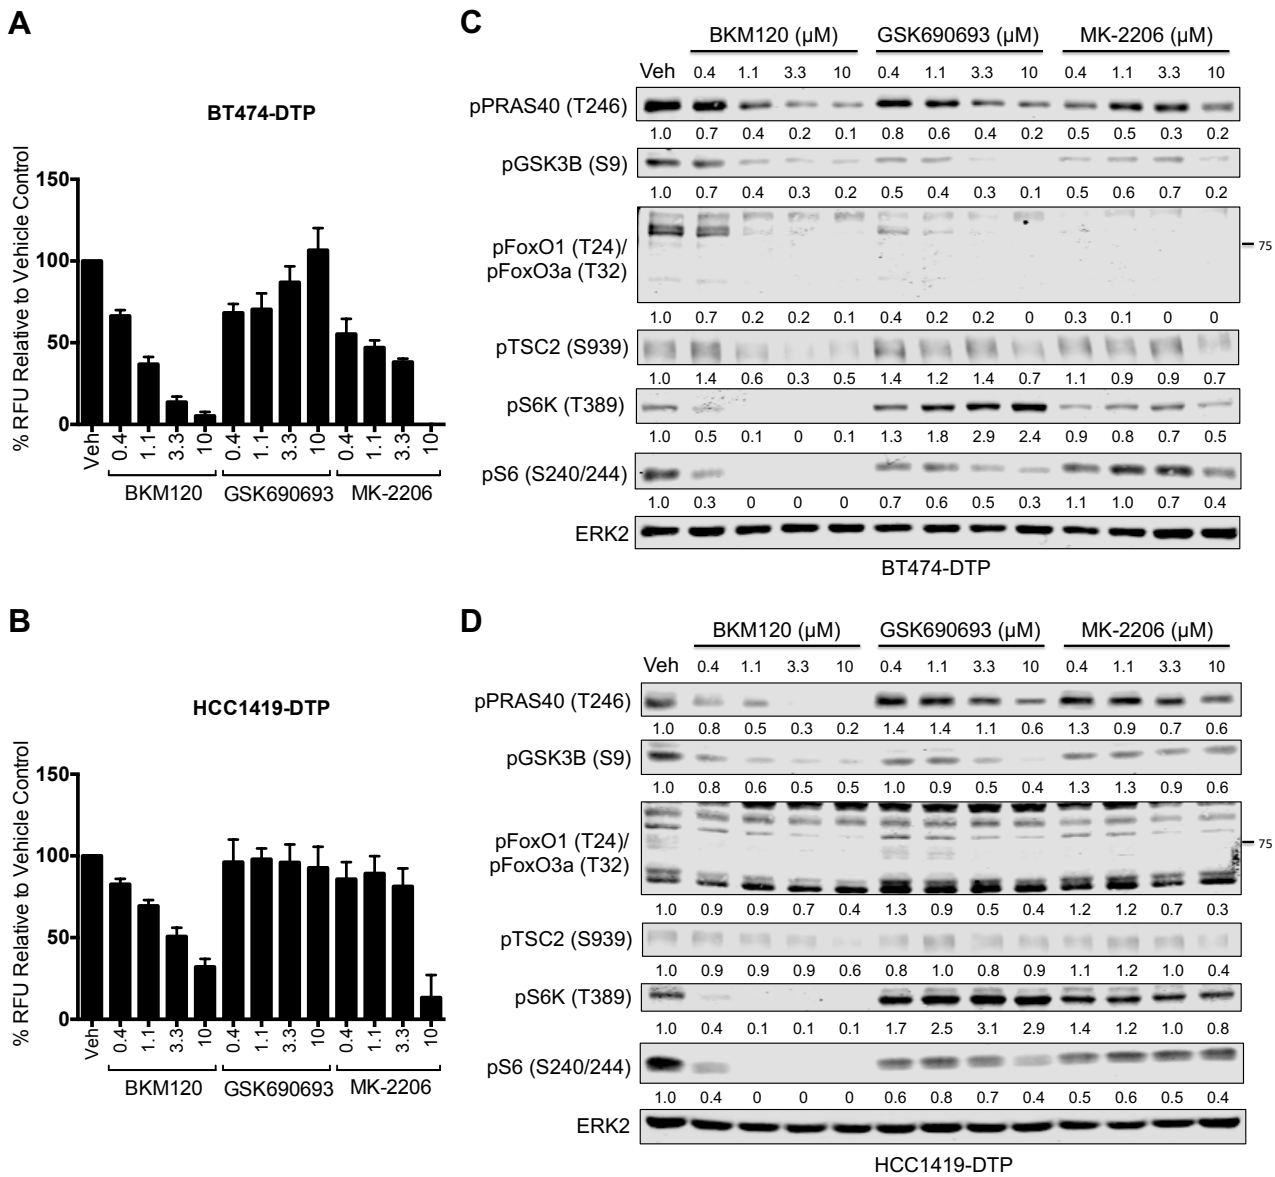 A
BT474-DTP
% RFU Relative to Vehicle Control
150
100
50
0
Veh 0.4 1.1 3.3 10 0.4 1.1 3.3 10 0.4 1.1 3.3 10
BKM120 GSK690693 MK-2206
B
HCC1419-DTP
% RFU Relative to Vehicle Control
150
100
50
0
Veh 0.4 1.1 3.3 10 0.4 1.1 3.3 10 0.4 1.1 3.3 10
BKM120 GSK690693 MK-2206
C
BKM120 (µM) GSK690693 (µM) MK-2206 (µM)
Veh 0.4 1.1 3.3 10 0.4 1.1 3.3 10 0.4 1.1 3.3 10
pPRAS40 (T246)
1.0 0.7 0.4 0.2 0.1 0.8 0.6 0.4 0.2 0.5 0.5 0.3 0.2
pGSK3B (S9)
1.0 0.7 0.4 0.3 0.2 0.5 0.4 0.3 0.1 0.5 0.6 0.7 0.2
pFoxO1 (T24)/
pFoxO3a (T32)
75
1.0 0.7 0.2 0.2 0.1 0.4 0.2 0.2 0 0.3 0.1 0 0
pTSC2 (S939)
1.0 1.4 0.6 0.3 0.5 1.4 1.2 1.4 0.7 1.1 0.9 0.9 0.7
pS6K (T389)
1.0 0.5 0.1 0 0.1 1.3 1.8 2.9 2.4 0.9 0.8 0.7 0.5
pS6 (S240/244)
1.0 0.3 0 0 0 0.7 0.6 0.5 0.3 1.1 1.0 0.7 0.4
ERK2
BT474-DTP
D
BKM120 (µM) GSK690693 (µM) MK-2206 (µM)
Veh 0.4 1.1 3.3 10 0.4 1.1 3.3 10 0.4 1.1 3.3 10
pPRAS40 (T246)
1.0 0.8 0.5 0.3 0.2 1.4 1.4 1.1 0.6 1.3 0.9 0.7 0.6
pGSK3B (S9)
1.0 0.8 0.6 0.5 0.5 1.0 0.9 0.5 0.4 1.3 1.3 0.9 0.6
pFoxO1 (T24)/
pFoxO3a (T32)
75
1.0 0.9 0.9 0.7 0.4 1.3 0.9 0.5 0.4 1.2 1.2 0.7 0.3
pTSC2 (S939)
1.0 0.9 0.9 0.9 0.6 0.8 1.0 0.8 0.9 1.1 1.2 1.0 0.4
pS6K (T389)
1.0 0.4 0.1 0.1 0.1 1.7 2.5 3.1 2.9 1.4 1.2 1.0 0.8
pS6 (S240/244)
1.0 0.4 0 0 0 0.6 0.8 0.7 0.4 0.5 0.6 0.5 0.4
ERK2
HCC1419-DTP